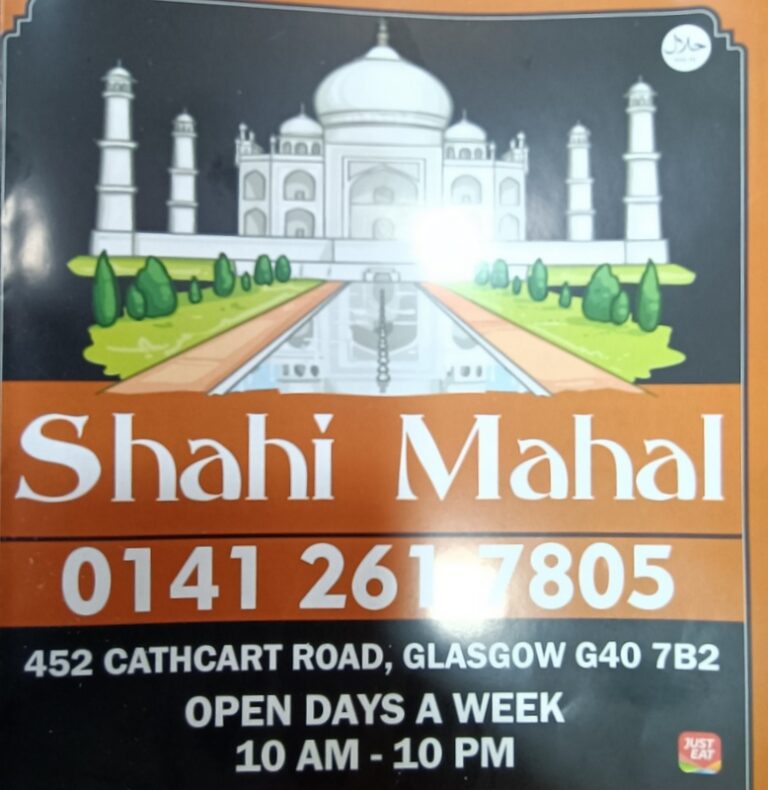 حلال
Shahi Mahal
0141 261 7805
452 CATHCART ROAD, GLASGOW G40 7B2
OPEN DAYS A WEEK
10 AM - 10 PM
JUST
EAT